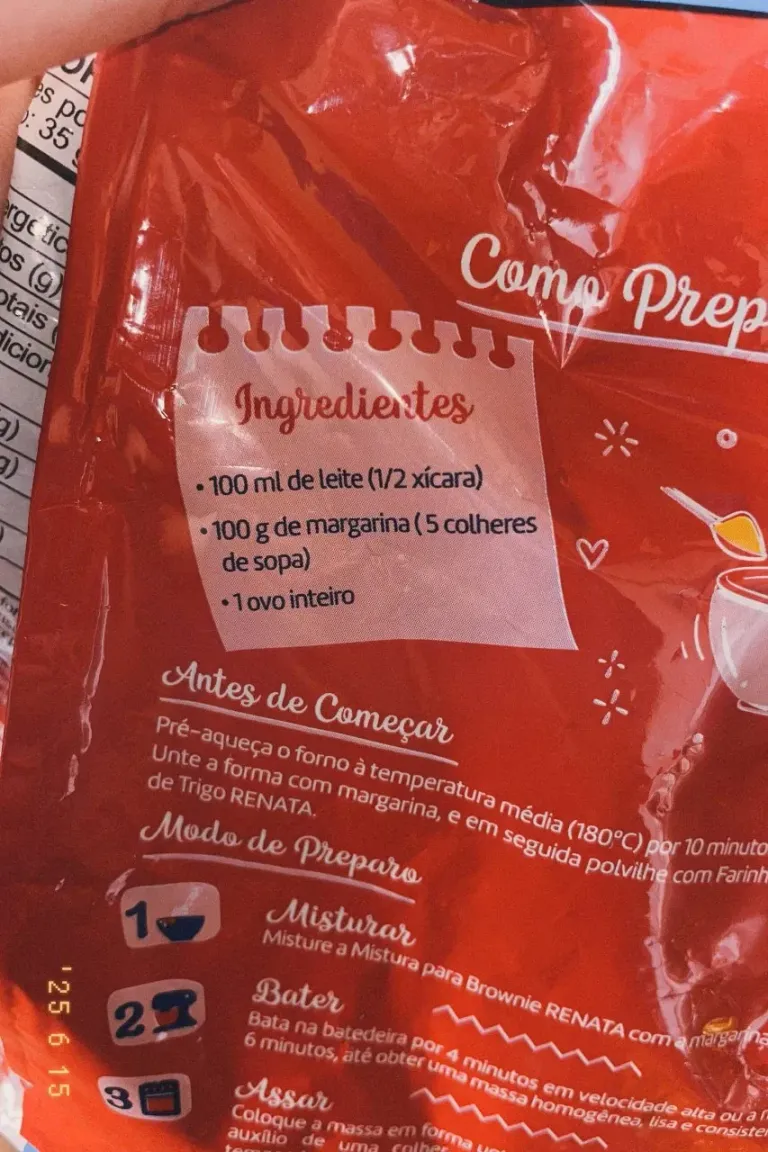 : 35
Como Prep
Ingredientes
• 100 ml de leite (1/2 xícara)
• 100 g de margarina ( 5 colheres
de sopa)
• 1 ovo inteiro
Antes de Começar
Pré-aqueça o forno à temperatura média (180ºC) por 10 minuto
Unte a forma com margarina, e em seguida polvilhe com Farinh
de Trigo RENATA.
Modo de Preparo
1
Misturar
Misture a Mistura para Brownie RENATA com a margarina
2
Bater
Bata na batedeira por 4 minutos em velocidade alta ou a
6 minutos, até obter uma massa homogênea, lisa e consiste
3
Assar
Coloque a massa em forma
auxílio de uma colher
'25 6 15